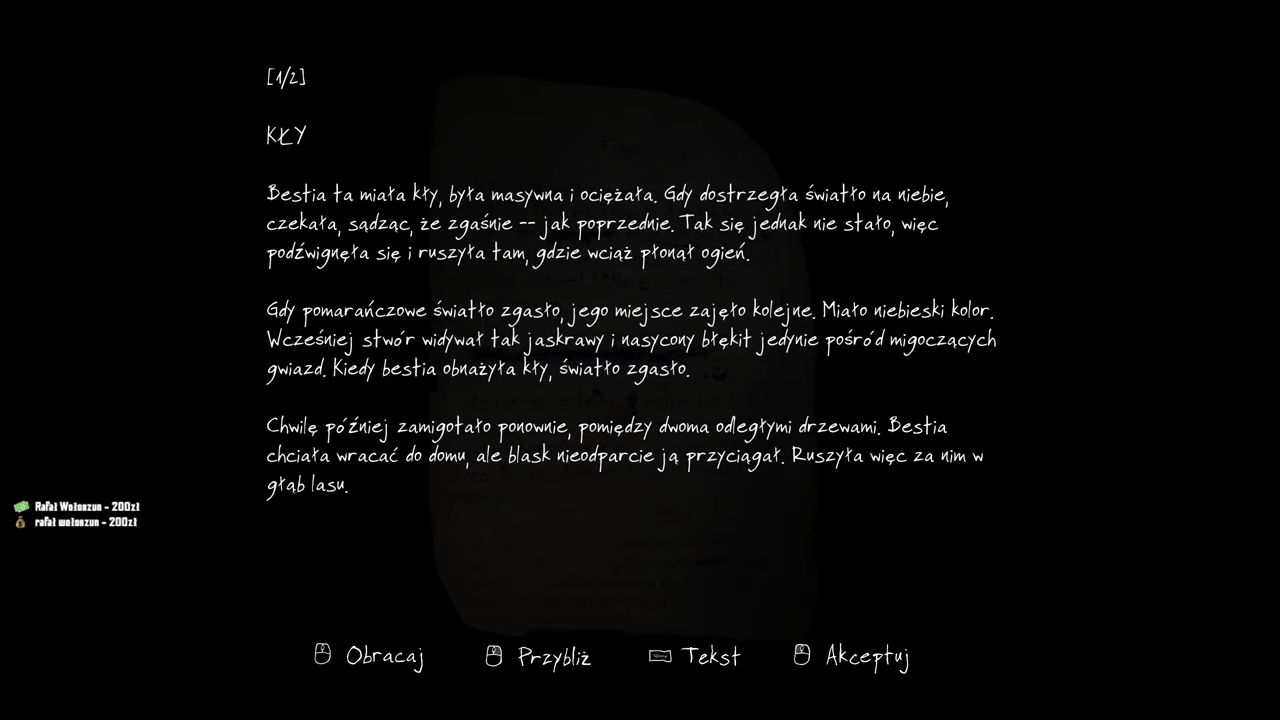 [1/2]
KŁY
Bestia ta miała kły, była masywna i ociężała. Gdy dostrzegła światło na niebie,
czekała, sądząc, że zgaśnie -- jak poprzednie. Tak się jednak nie stało, więc
podźwignęła się i ruszyła tam, gdzie wciąż płonął ogień.
Gdy pomarańczowe światło zgasło, jego miejsce zajęło kolejne. Miało niebieski kolor.
Wcześniej stwór widywał tak jaskrawy i nasycony błękit jedynie pośród migoczących
gwiazd. Kiedy bestia obnażyła kły, światło zgasło.
Chwilę później zamigotało ponownie, pomiędzy dwoma odległymi drzewami. Bestia
chciała wracać do domu, ale blask nieodparcie ją przyciągał. Ruszyła więc za nim w
głąb lasu.
Rafał Wołoszun - 200zł
rafał wołoszun - 200zł
Obracaj Przybliż Tekst Akceptuj